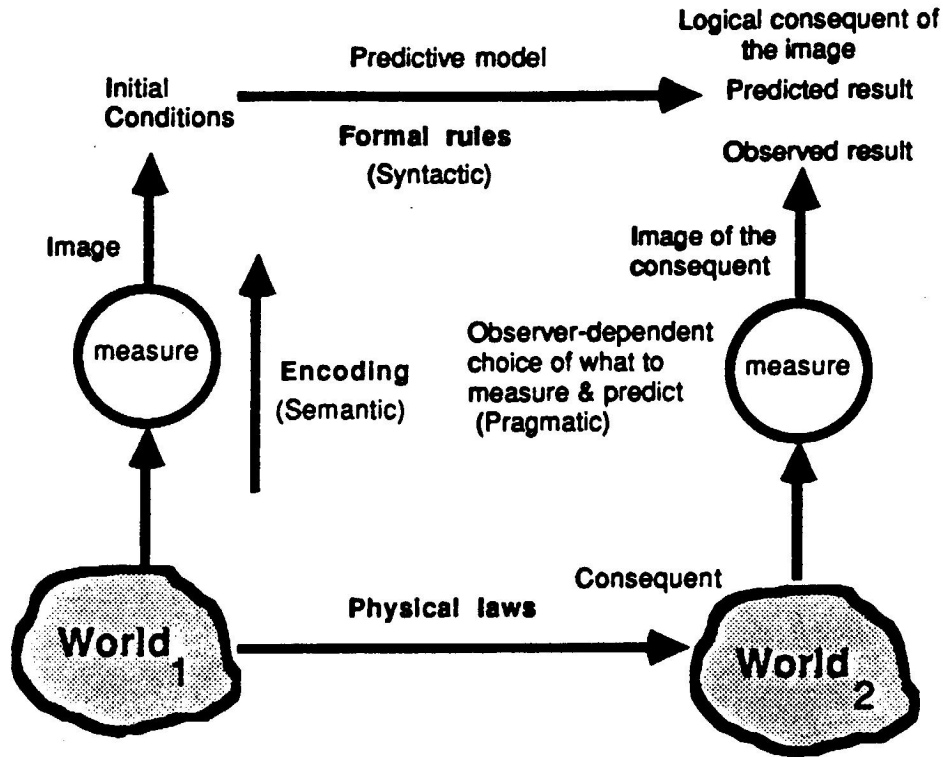 Logical consequent of
the image
Predictive model
Initial
Conditions
Predicted result
Formal rules
(Syntactic)
Observed result
Image
Image of the
consequent
measure
Encoding
(Semantic)
Observer-dependent
choice of what to
measure & predict
(Pragmatic)
measure
Consequent
Physical laws
World 1
World 2